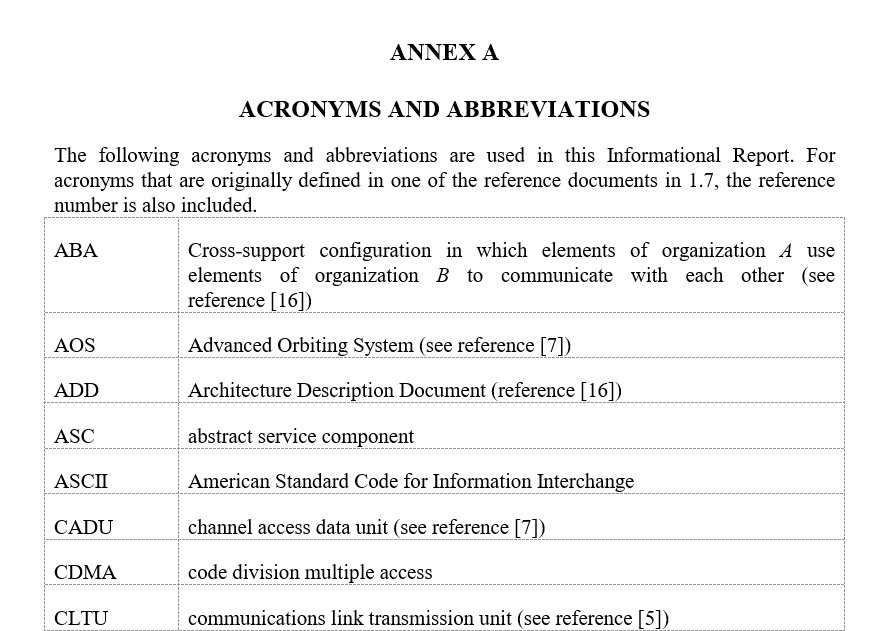 ANNEX A
ACRONYMS AND ABBREVIATIONS
The following acronyms and abbreviations are used in this Informational Report. For
acronyms that are originally defined in one of the reference documents in 1.7, the reference
number is also included.
ABA Cross-support configuration in which elements of organization A use
elements of organization B to communicate with each other (see
reference [16])
AOS Advanced Orbiting System (see reference [7])
ADD Architecture Description Document (reference [16])
ASC abstract service component
ASCII American Standard Code for Information Interchange
CADU channel access data unit (see reference [7])
CDMA code division multiple access
CLTU communications link transmission unit (see reference [5])